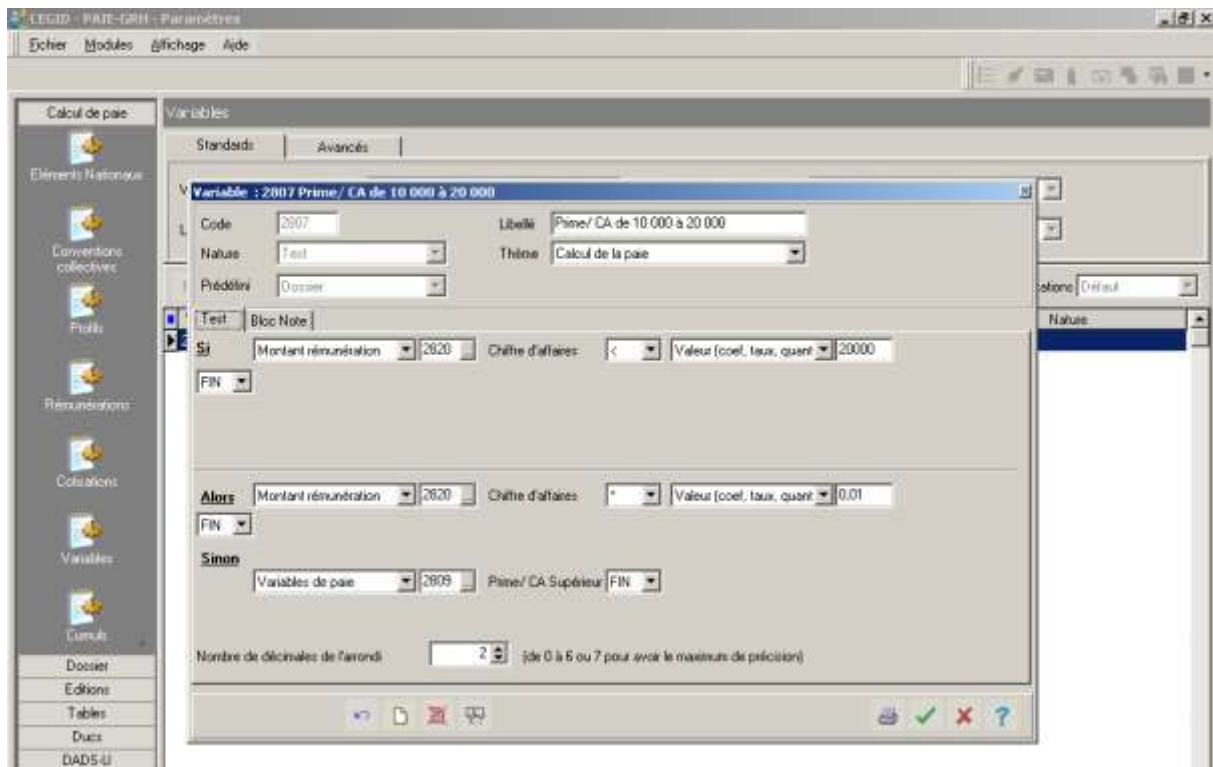 CEGID - PAIE-GRH - Paramètres
Fichier Modules Affichage Aide
Calcul de paie
Variables
Standards Avancés
Eléments Nationaux
Variable : 2807 Prime/ CA de 10 000 à 20 000
Code 2807 Libellé Prime/ CA de 10 000 à 20 000
Nature Test Thème Calcul de la paie
Prédéfini Dossier
Défaut
Conventions collectives
Profils
Test Bloc Note
Nature
Si Montant rémunération 2820 ... Chiffre d'affaires < Valeur (coef, taux, quant 20000
FIN
Rémunérations
Cotisations
Alors Montant rémunération 2820 ... Chiffre d'affaires * Valeur (coef, taux, quant 0,01
FIN
Variables
Sinon
Variables de paie 2809 ... Prime/ CA Supérieur FIN
Cumuls
Nombre de décimales de l'arrondi 2 (de 0 à 6 ou 7 pour avoir le maximum de précision)
Dossier
Editions
Tables
Ducs
DADS-U